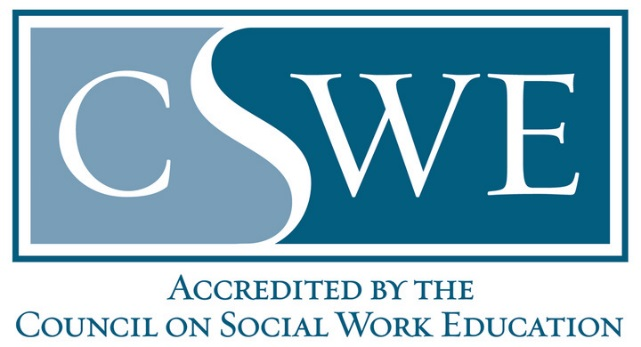 CSWE
Accredited by the
Council on Social Work Education